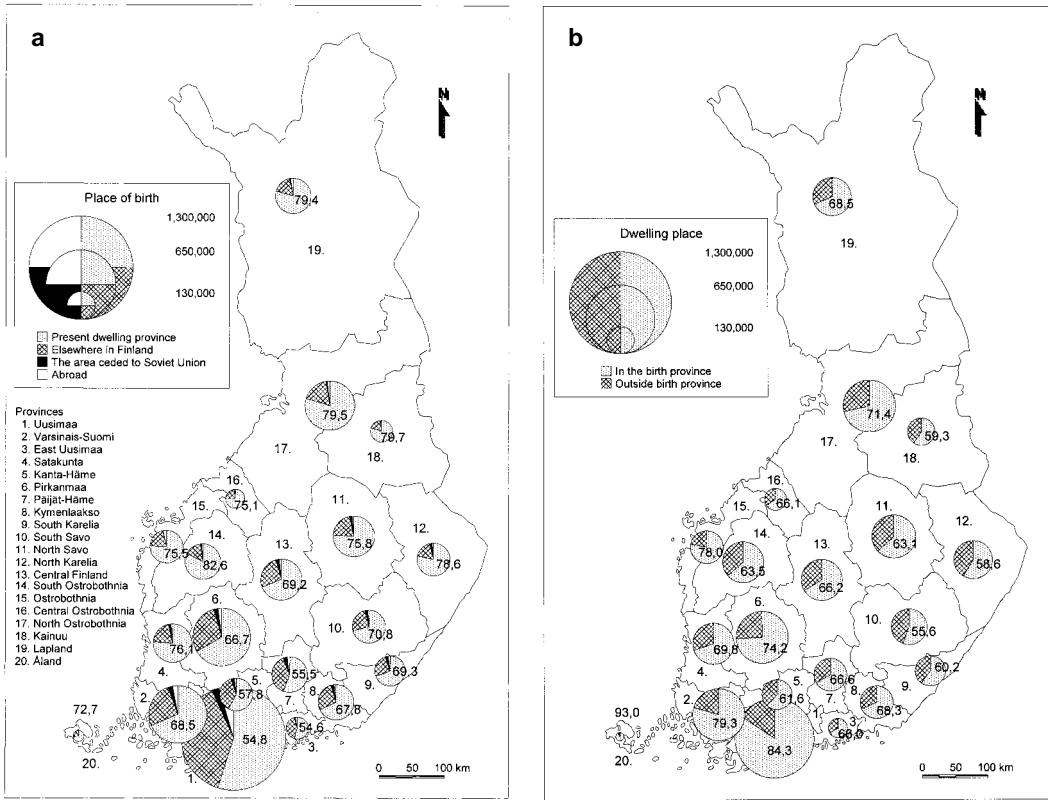 a
N
Place of birth
1,300,000
650,000
130,000
Present dwelling province
Elsewhere in Finland
The area ceded to Soviet Union
Abroad
Provinces
1. Uusimaa
2. Varsinais-Suomi
3. East Uusimaa
4. Satakunta
5. Kanta-Häme
6. Pirkanmaa
7. Päijät-Häme
8. Kymenlaakso
9. South Karelia
10. South Savo
11. North Savo
12. North Karelia
13. Central Finland
14. South Ostrobothnia
15. Ostrobothnia
16. Central Ostrobothnia
17. North Ostrobothnia
18. Kainuu
19. Lapland
20. Åland
79,4
19.
79,5
79,7
17.
18.
16.
75,1
15.
11.
14.
12.
75,5
82,6
13.
75,8
78,6
69,2
6.
66,7
10.
70,8
76,1
4.
5.
55,5
9.
69,3
57,8
7.
8.
67,8
2.
72,7
68,5
54,8
54,6
3.
20.
1.
0 50 100 km
b
N
Dwelling place
1,300,000
650,000
130,000
In the birth province
Outside birth province
68,5
19.
71,4
59,3
17.
18.
16.
66,1
15.
11.
14.
12.
78,0
63,5
13.
63,1
58,6
66,2
6.
74,2
10.
55,6
69,8
4.
5.
66,6
9.
60,2
61,6
7.
8.
68,3
2.
93,0
79,3
1.
3.
66,0
84,3
20.
0 50 100 km